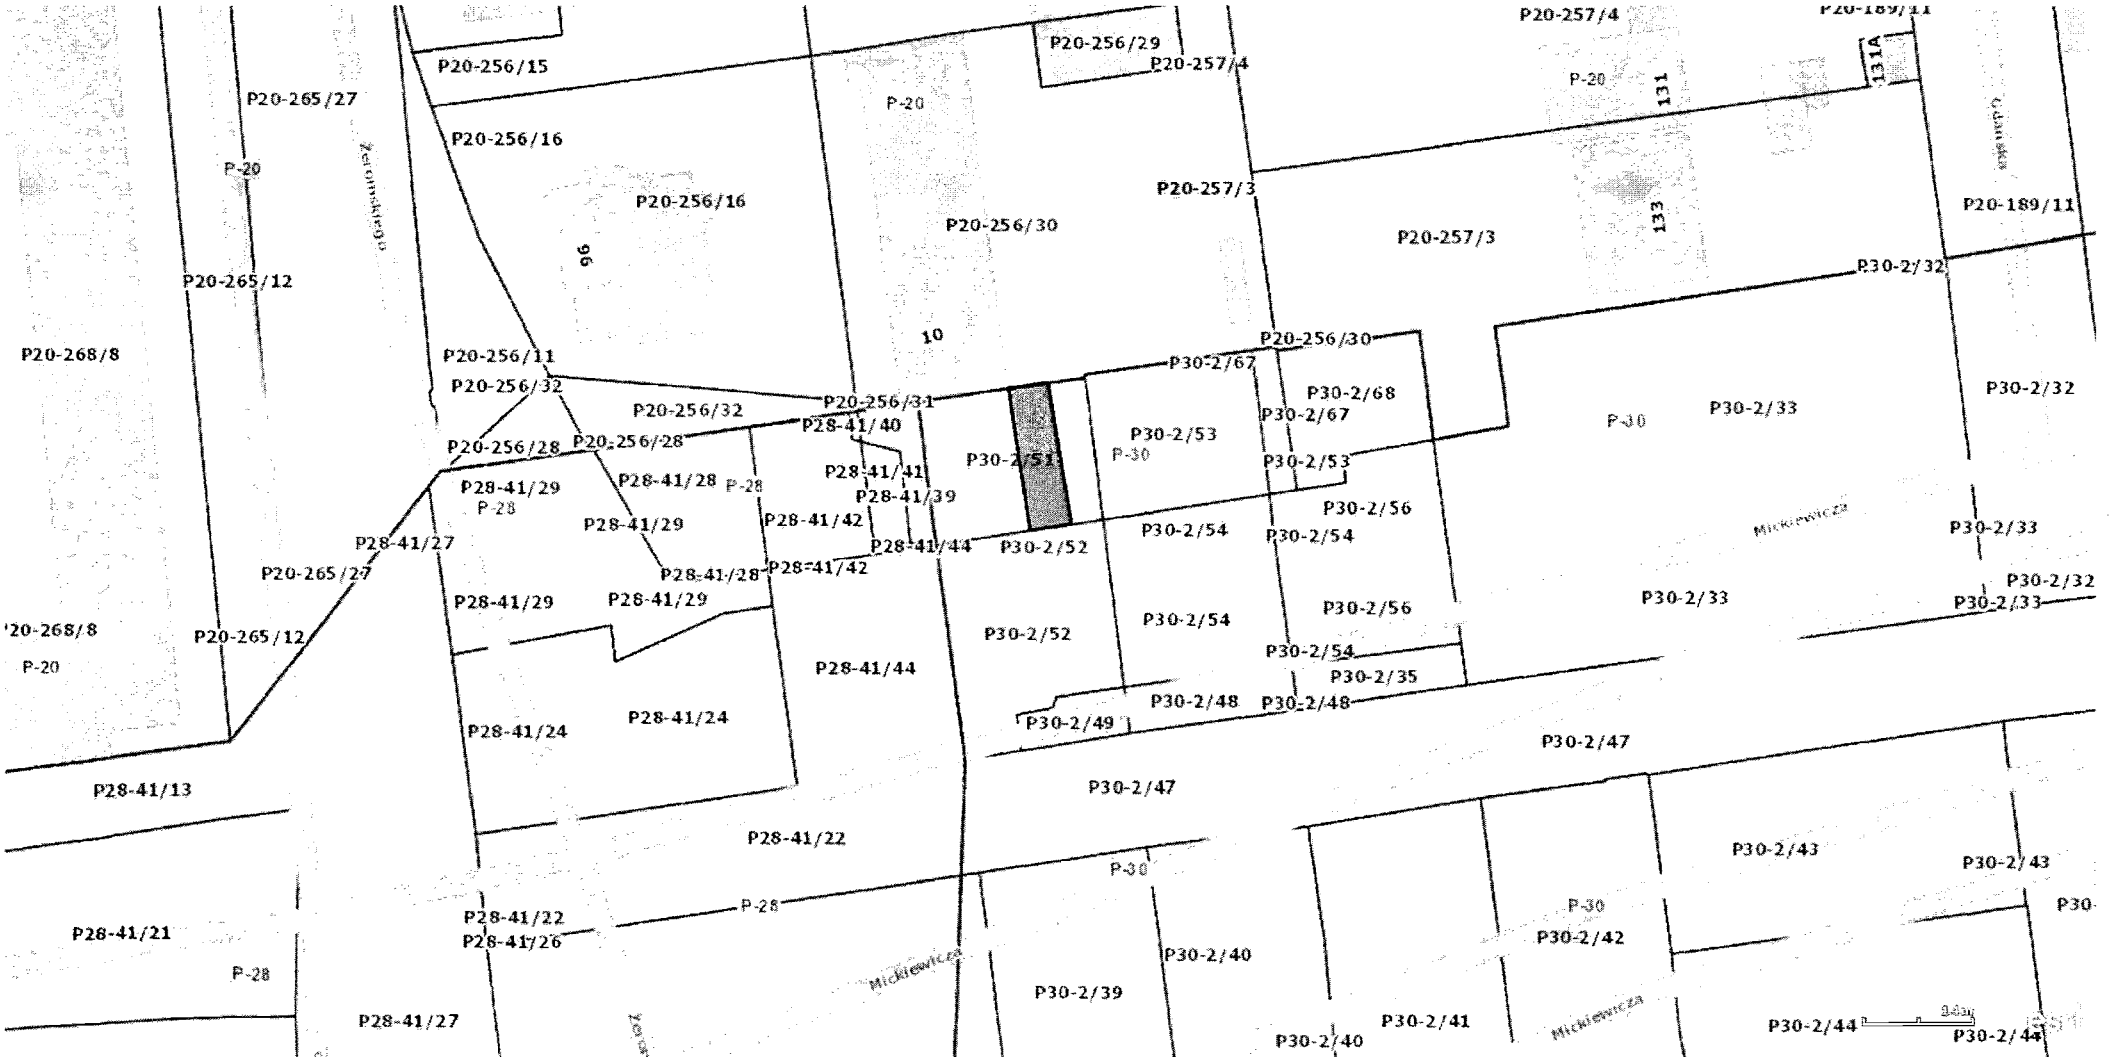 P20-257/4
P20-189/11
P20-256/29
P20-256/15
P20-257/4
131A
P-20
131
P20-265/27
P-20
P20-256/16
Żeromskiego
Gdańska
P-20
P20-257/3
P20-256/16
P20-189/11
133
P20-256/30
P20-257/3
96
P30-2/32
P20-265/12
10
P20-256/30
P20-268/8
P20-256/11
P30-2/67
P20-256/32
P30-2/32
P30-2/68
P20-256/31
P20-256/32
P30-2/33
P30-2/67
P28-41/40
P-30
P30-2/53
P20-256/28
P20-256/28
P-30
P30-2/51
P30-2/53
P28-41/41
P28-41/28
P-28
P28-41/29
P28-41/39
P-28
P30-2/56
P28-41/42
Mickiewicza
P28-41/29
P30-2/33
P30-2/54
P30-2/54
P28-41/27
P28-41/44
P30-2/52
P28-41/42
P20-265/27
P28-41/28
P30-2/32
P30-2/33
P30-2/33
P28-41/29
P28-41/29
P30-2/56
P30-2/54
P20-268/8
P20-265/12
P30-2/52
P30-2/54
P-20
P28-41/44
P30-2/35
P30-2/48
P30-2/48
P28-41/24
P30-2/49
P28-41/24
P30-2/47
P30-2/47
P28-41/13
P28-41/22
P30-2/43
P30-2/43
P-30
P-28
P-30
P30-
P28-41/22
P28-41/21
P28-41/26
P30-2/42
P30-2/40
Mickiewicza
P-28
P30-2/39
Mickiewicza
P28-41/27
P30-2/41
P30-2/44
P30-2/44
P30-2/40